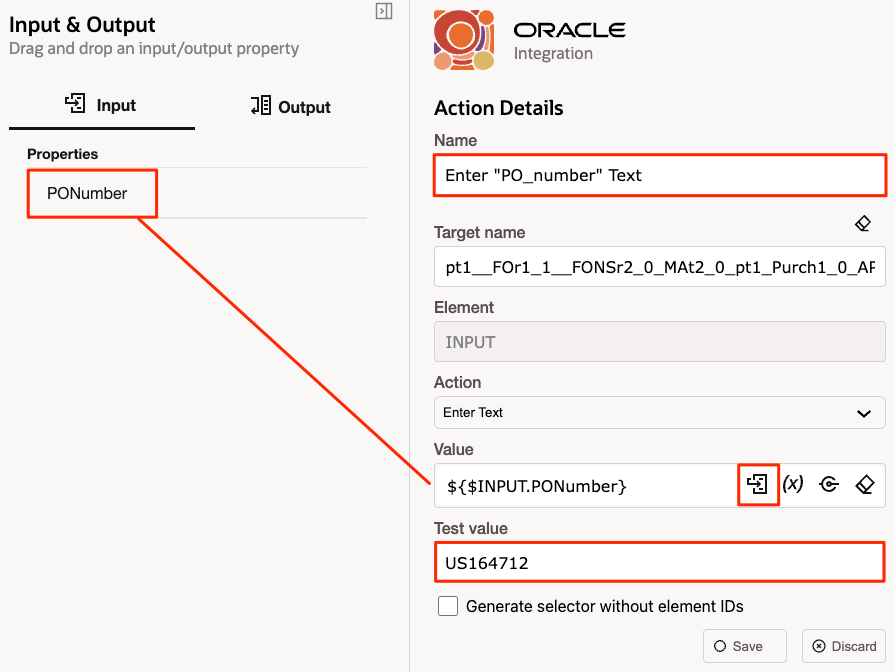 Input & Output
Drag and drop an input/output property
Input
Output
Properties
PONumber
ORACLE
Integration
Action Details
Name
Enter "PO_number" Text
Target name
pt1__FOr1_1__FONSr2_0_MAt2_0_pt1_Purch1_0_AP
Element
INPUT
Action
Enter Text
Value
${$INPUT.PONumber}
(x)
Test value
US164712
Generate selector without element IDs
Save
Discard